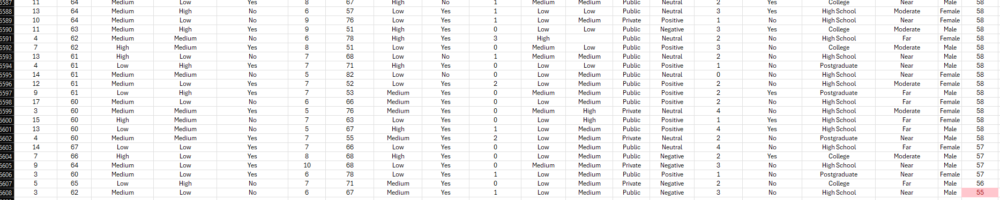 6587 11 64 Medium Low Yes 8 67 High No 1 Medium Medium Public Neutral 2 Yes College Near Male 58
6588 13 64 Medium High No 6 57 Low Yes 1 Low Low Public Neutral 3 Yes High School Moderate Female 58
6589 10 64 Medium Low No 9 76 Low Yes 1 Low Medium Private Positive 1 No High School Near Female 58
6590 11 63 Medium High Yes 9 51 High Yes 0 Low Low Public Negative 3 Yes College Moderate Male 58
6591 4 62 Medium Medium No 6 78 High Yes 3 High Public Neutral 2 No High School Far Female 58
6592 7 62 High Medium Yes 8 51 Low Yes 0 Medium Low Public Positive 3 No College Moderate Male 58
6593 13 61 High Low No 7 68 Low No 1 Medium Medium Public Neutral 2 No High School Near Male 58
6594 4 61 Low High Yes 7 71 High Yes 0 Low Low Public Positive 1 No Postgraduate Near Male 58
6595 14 61 Medium Medium No 5 82 Low No 0 Low Medium Public Neutral 0 No High School Near Female 58
6596 12 61 Medium Low Yes 7 52 Low Yes 2 Low Medium Public Positive 2 No High School Moderate Female 58
6597 9 61 Low High Yes 7 53 Medium Yes 0 Medium Medium Public Positive 2 Yes Postgraduate Far Male 58
6598 17 60 Medium Low No 6 66 Medium Yes 0 Low Medium Public Positive 2 No High School Far Female 58
6599 3 60 Medium Medium Yes 5 76 Medium Yes 0 Medium High Private Neutral 4 No High School Moderate Female 58
6600 15 60 High Medium No 7 63 Low Yes 0 Low High Public Positive 1 Yes High School Far Female 58
6601 13 60 Low Medium No 5 67 High Yes 1 Low Medium Public Positive 4 Yes High School Far Male 58
6602 4 60 Medium Medium Yes 7 55 Medium Yes 2 Low Medium Private Neutral 2 No Postgraduate Near Male 58
6603 14 67 Low Low Yes 7 66 Low Yes 0 Low Medium Public Neutral 4 No High School Far Female 57
6604 7 66 High Low Yes 8 68 High Yes 0 Low Medium Public Negative 2 Yes College Moderate Male 57
6605 9 64 Medium Low Yes 10 68 Low Yes 0 Medium Medium Private Negative 3 No High School Near Male 57
6606 3 60 Medium Low Yes 6 78 Low Yes 1 Low Medium Public Positive 1 No Postgraduate Near Female 57
6607 5 65 Low High No 7 71 Medium Yes 0 Low Medium Private Negative 2 No College Far Male 56
6608 3 62 Medium Low No 6 67 Medium Yes 1 Low Medium Public Negative 3 No High School Near Male 55